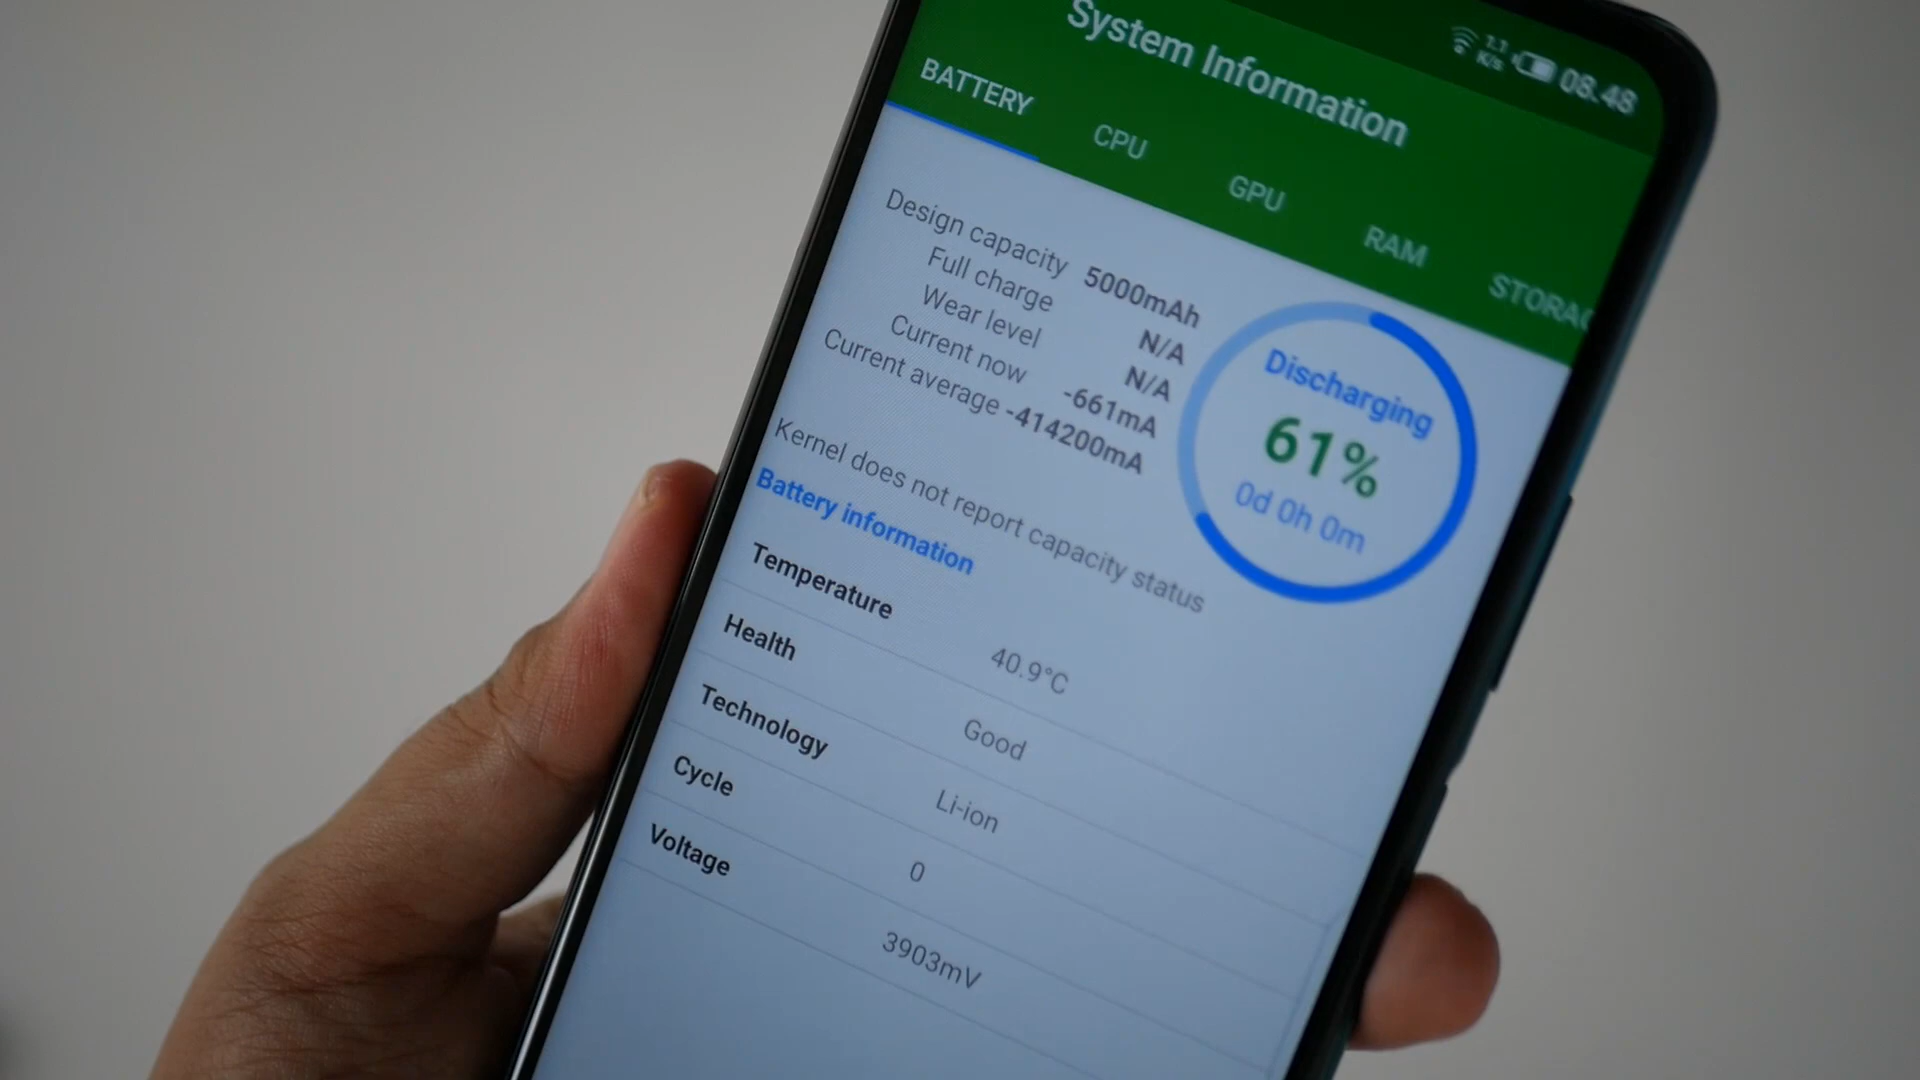 1.1 K/s 08.48
System Information
BATTERY CPU GPU RAM STORAG
Design capacity 5000mAh
Full charge N/A
Wear level N/A
Current now -661mA
Current average -414200mA
Discharging
61%
0d 0h 0m
Kernel does not report capacity status
Battery information
Temperature 40.9°C
Health Good
Technology Li-ion
Cycle 0
Voltage 3903mV